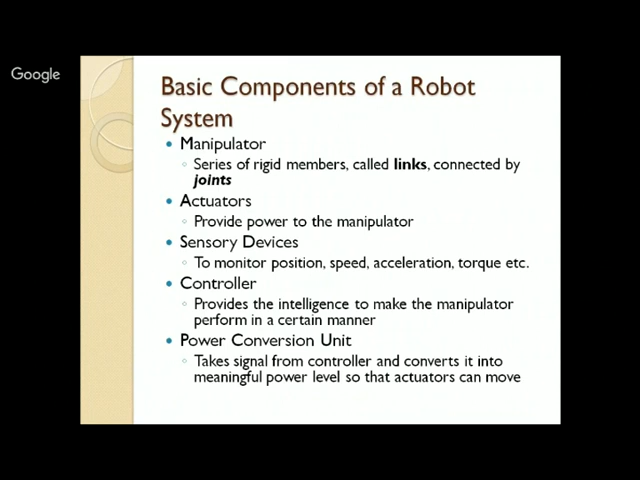 Google
Basic Components of a Robot
System
• Manipulator
◦ Series of rigid members, called links, connected by
joints
• Actuators
◦ Provide power to the manipulator
• Sensory Devices
◦ To monitor position, speed, acceleration, torque etc.
• Controller
◦ Provides the intelligence to make the manipulator
perform in a certain manner
• Power Conversion Unit
◦ Takes signal from controller and converts it into
meaningful power level so that actuators can move